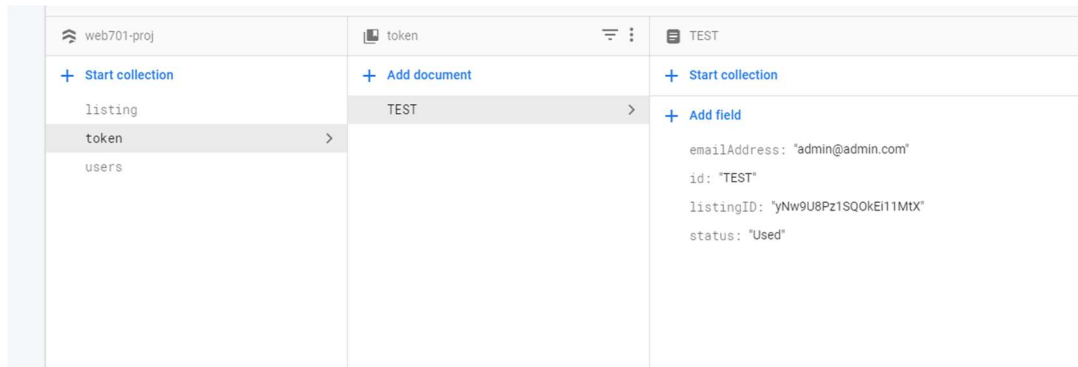 web701-proj
token
TEST
+ Start collection
+ Add document
+ Start collection
listing
token
users
TEST
+ Add field
emailAddress: "admin@admin.com"
id: "TEST"
listingID: "yNw9U8Pz1SQOkEi11MtX"
status: "Used"